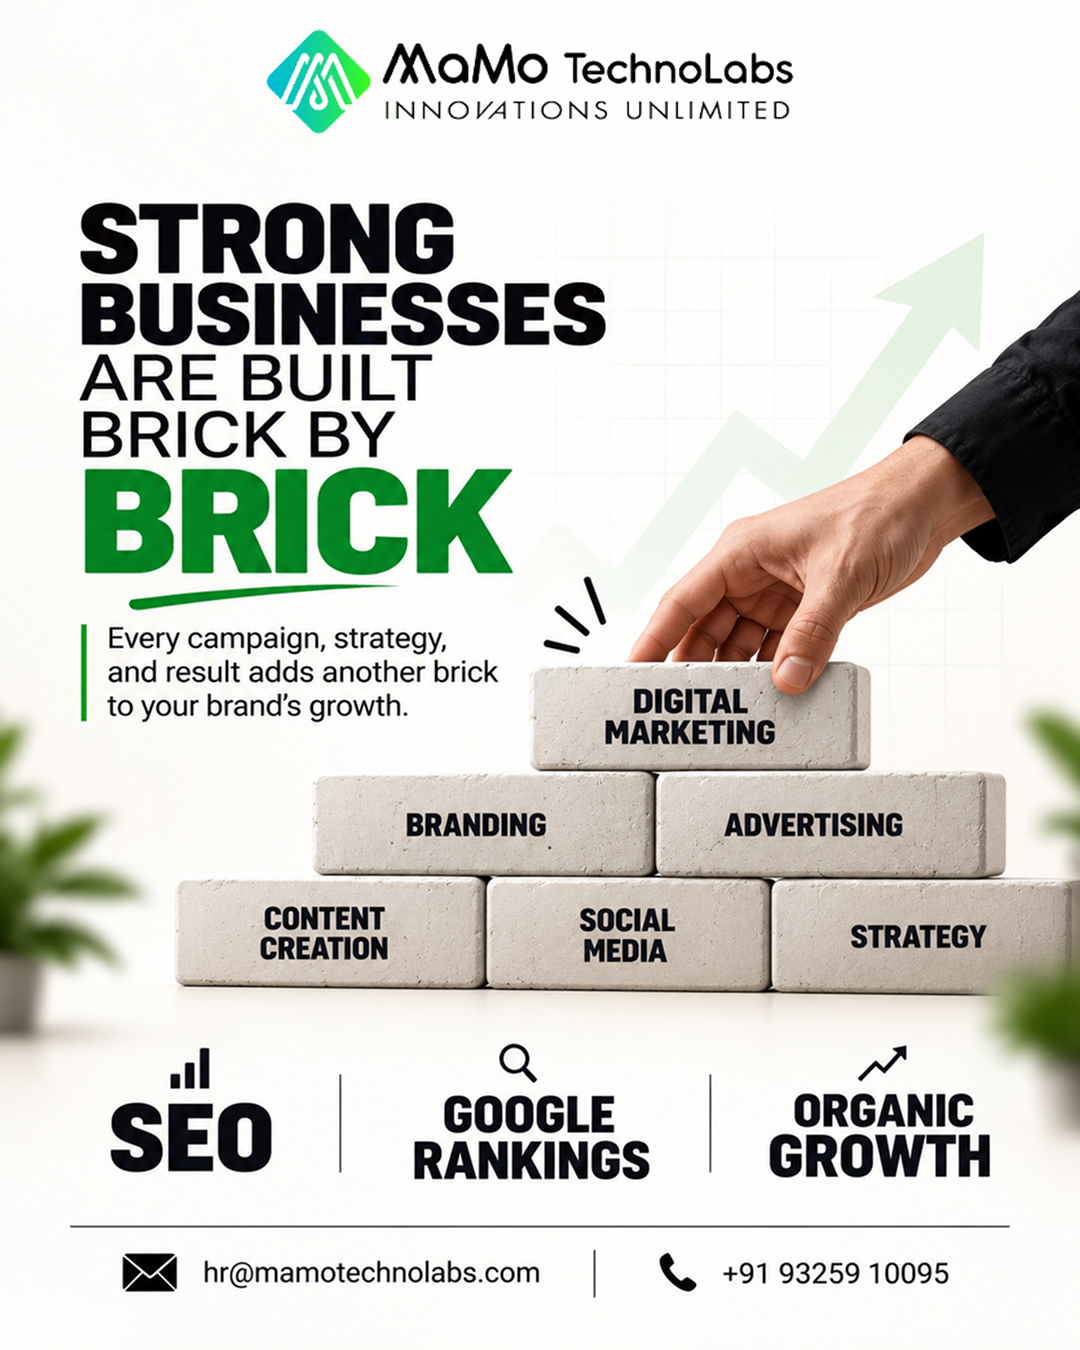 MaMo TechnoLabs
INNOVATIONS UNLIMITED
STRONG
BUSINESSES
ARE BUILT
BRICK BY
BRICK
Every campaign, strategy,
and result adds another brick
to your brand's growth.
DIGITAL
MARKETING
BRANDING
ADVERTISING
CONTENT
CREATION
SOCIAL
MEDIA
STRATEGY
SEO
GOOGLE
RANKINGS
ORGANIC
GROWTH
hr@mamotechnolabs.com
+91 93259 10095